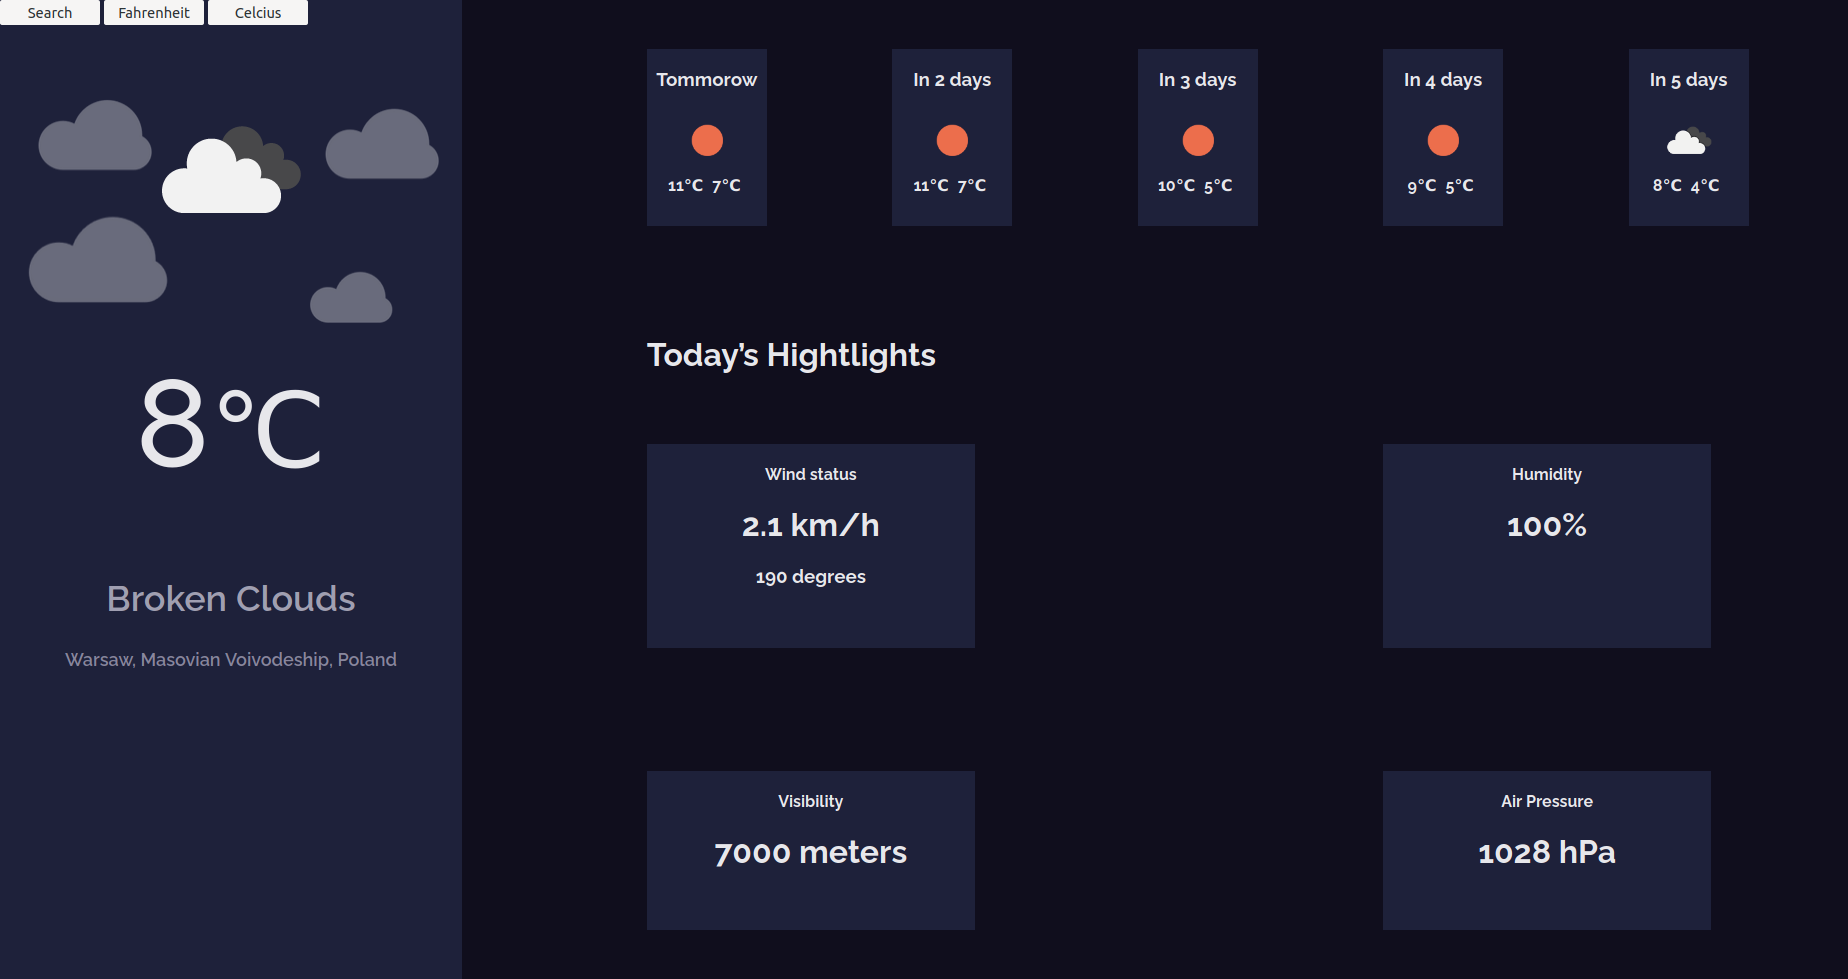 Search Fahrenheit Celcius
8°C
Broken Clouds
Warsaw, Masovian Voivodeship, Poland
Tommorow
11°C 7°C
In 2 days
11°C 7°C
In 3 days
10°C 5°C
In 4 days
9°C 5°C
In 5 days
8°C 4°C
Today's Hightlights
Wind status
2.1 km/h
190 degrees
Humidity
100%
Visibility
7000 meters
Air Pressure
1028 hPa